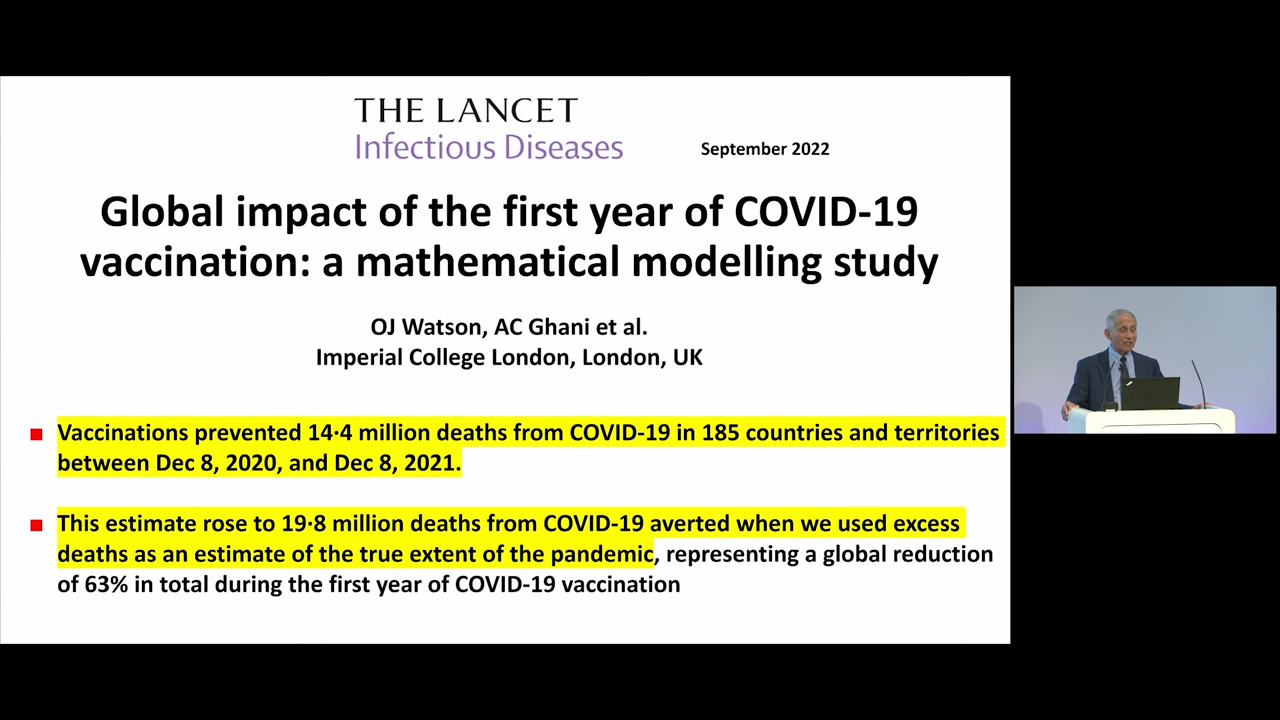 THE LANCET
Infectious Diseases
September 2022
Global impact of the first year of COVID-19
vaccination: a mathematical modelling study
OJ Watson, AC Ghani et al.
Imperial College London, London, UK
Vaccinations prevented 14·4 million deaths from COVID-19 in 185 countries and territories
between Dec 8, 2020, and Dec 8, 2021.
This estimate rose to 19·8 million deaths from COVID-19 averted when we used excess
deaths as an estimate of the true extent of the pandemic, representing a global reduction
of 63% in total during the first year of COVID-19 vaccination